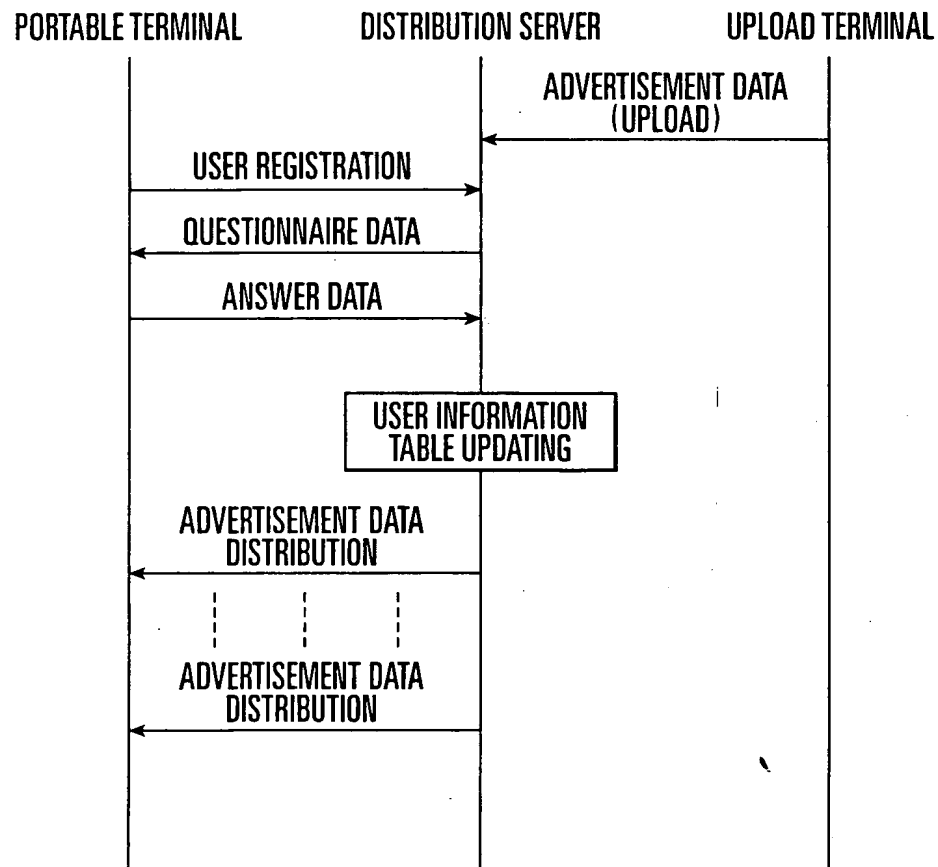 PORTABLE TERMINAL
DISTRIBUTION SERVER
UPLOAD TERMINAL
ADVERTISEMENT DATA
(UPLOAD)
USER REGISTRATION
QUESTIONNAIRE DATA
ANSWER DATA
USER INFORMATION
TABLE UPDATING
ADVERTISEMENT DATA
DISTRIBUTION
ADVERTISEMENT DATA
DISTRIBUTION